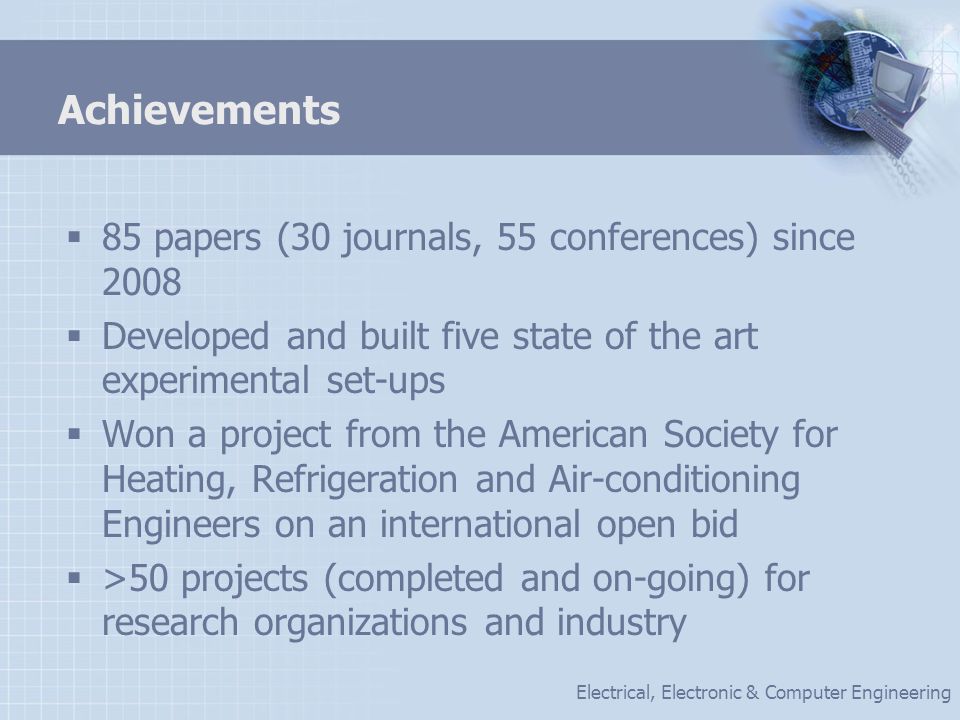 Achievements
▪ 85 papers (30 journals, 55 conferences) since
2008
▪ Developed and built five state of the art
experimental set-ups
▪ Won a project from the American Society for
Heating, Refrigeration and Air-conditioning
Engineers on an international open bid
▪ >50 projects (completed and on-going) for
research organizations and industry
Electrical, Electronic & Computer Engineering